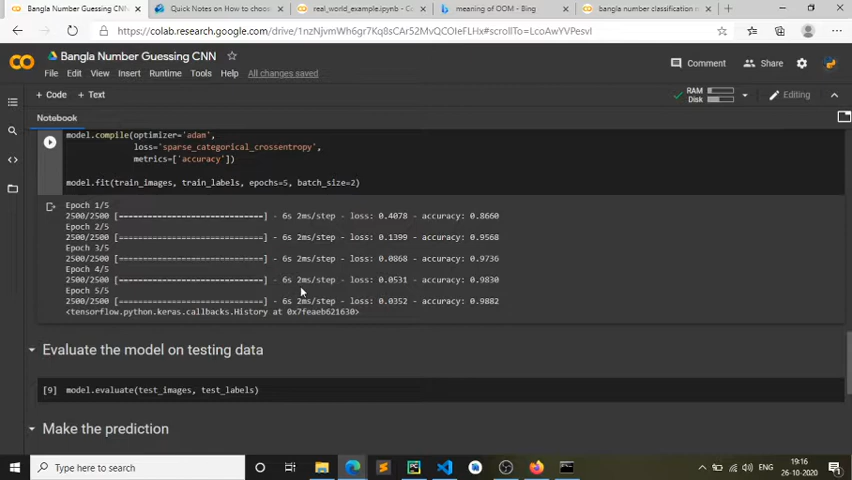 Bangla Number Guessing CNN
Quick Notes on How to choos
real_world_example.ipynb - C
meaning of OOM - Bing
bangla number classification m
https://colab.research.google.com/drive/1nzNjvmWh6gr7Kq8sCA
Bangla Number Guessing CNN
File Edit View Insert Runtime Tools Help All changes saved
Comment Share
+ Code + Text
RAM
Disk
Editing
Notebook
model.compile(optimizer='adam',
loss='sparse_categorical_crossentropy',
metrics=['accuracy'])
model.fit(train_images, train_labels, epochs=5, batch_size=2)
Epoch 1/5
2500/2500 [==============================] - 6s 2ms/step - loss: 0.4078 - accuracy: 0.8660
Epoch 2/5
2500/2500 [==============================] - 6s 2ms/step - loss: 0.1399 - accuracy: 0.9568
Epoch 3/5
2500/2500 [==============================] - 6s 2ms/step - loss: 0.0868 - accuracy: 0.9736
Epoch 4/5
2500/2500 [==============================] - 6s 2ms/step - loss: 0.0531 - accuracy: 0.9830
Epoch 5/5
2500/2500 [==============================] - 6s 2ms/step - loss: 0.0352 - accuracy: 0.9882
<tensorflow.python.keras.callbacks.History at 0x7feaeb621630>
Evaluate the model on testing data
[9] model.evaluate(test_images, test_labels)
Make the prediction
Type here to search
ENG
19:16
26-10-2020